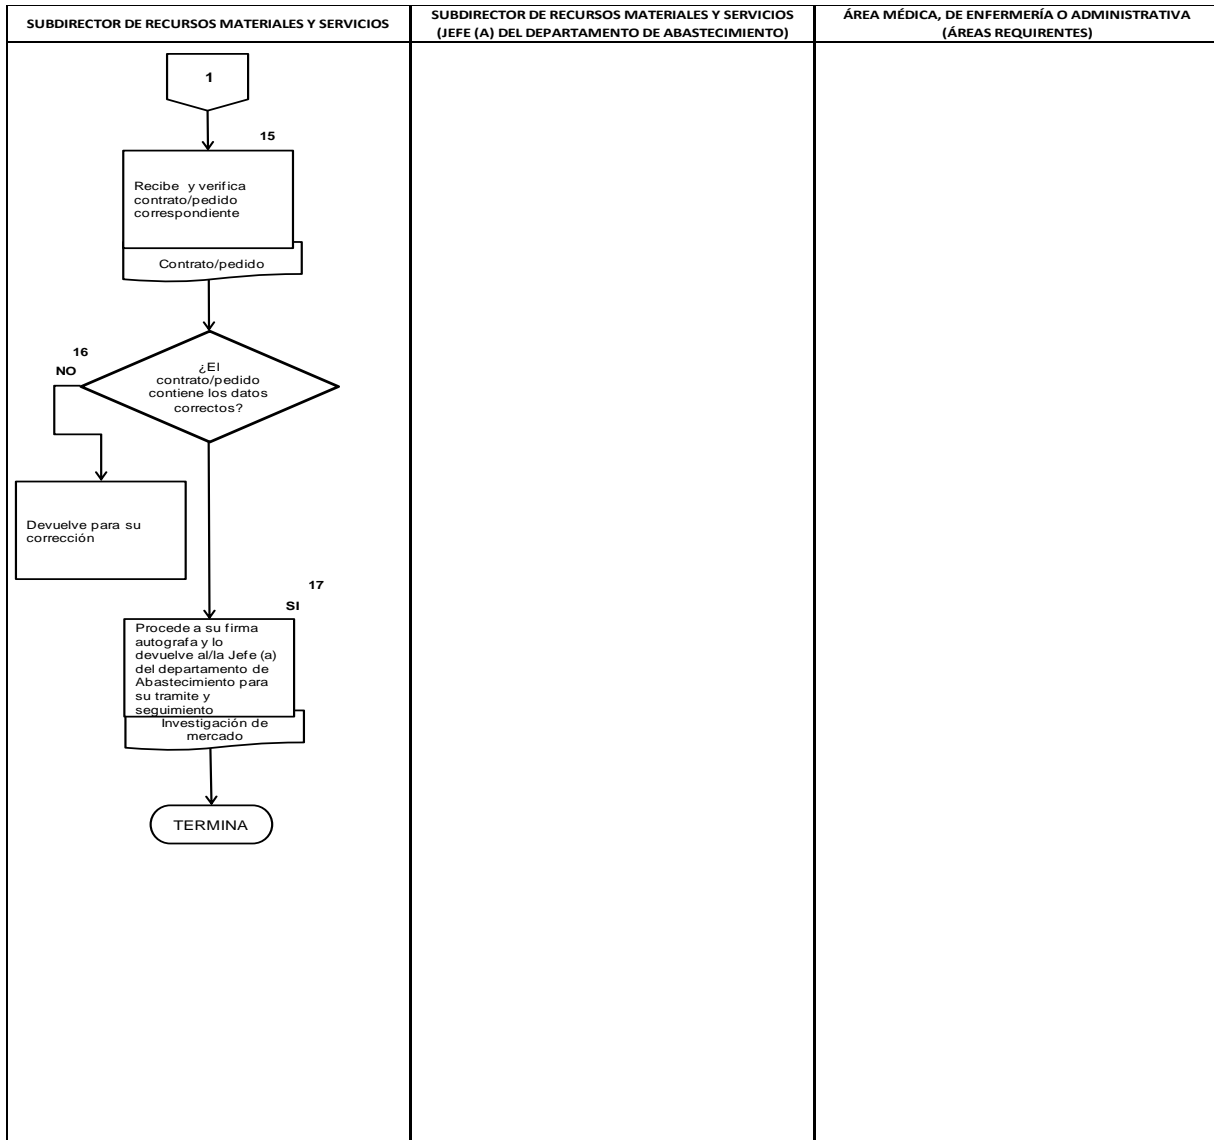 SUBDIRECTOR DE RECURSOS MATERIALES Y SERVICIOS
SUBDIRECTOR DE RECURSOS MATERIALES Y SERVICIOS
(JEFE (A) DEL DEPARTAMENTO DE ABASTECIMIENTO)
ÁREA MÉDICA, DE ENFERMERÍA O ADMINISTRATIVA
(ÁREAS REQUIRENTES)
1
15
Recibe y verifica
contrato/pedido
correspondiente
Contrato/pedido
16
NO
¿El
contrato/pedido
contiene los datos
correctos?
Devuelve para su
corrección
17
SI
Procede a su firma
autografa y lo
devuelve al/la Jefe (a)
del departamento de
Abastecimiento para
su tramite y
seguimiento
Investigación de
mercado
TERMINA